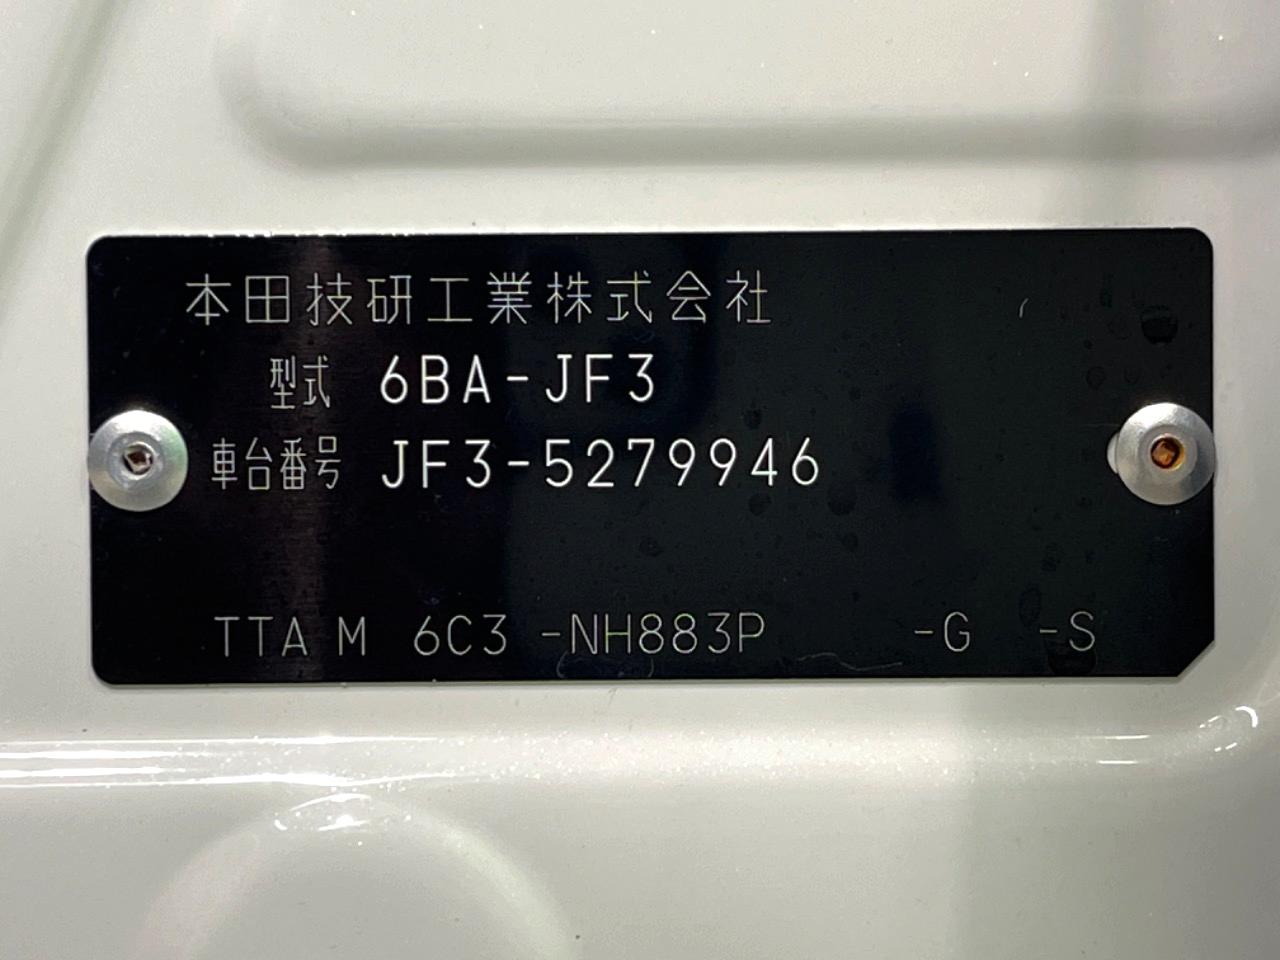 本田技研工業株式会社
型式 6BA-JF3
車台番号 JF3-5279946
TTA M 6C3 -NH883P -G -S